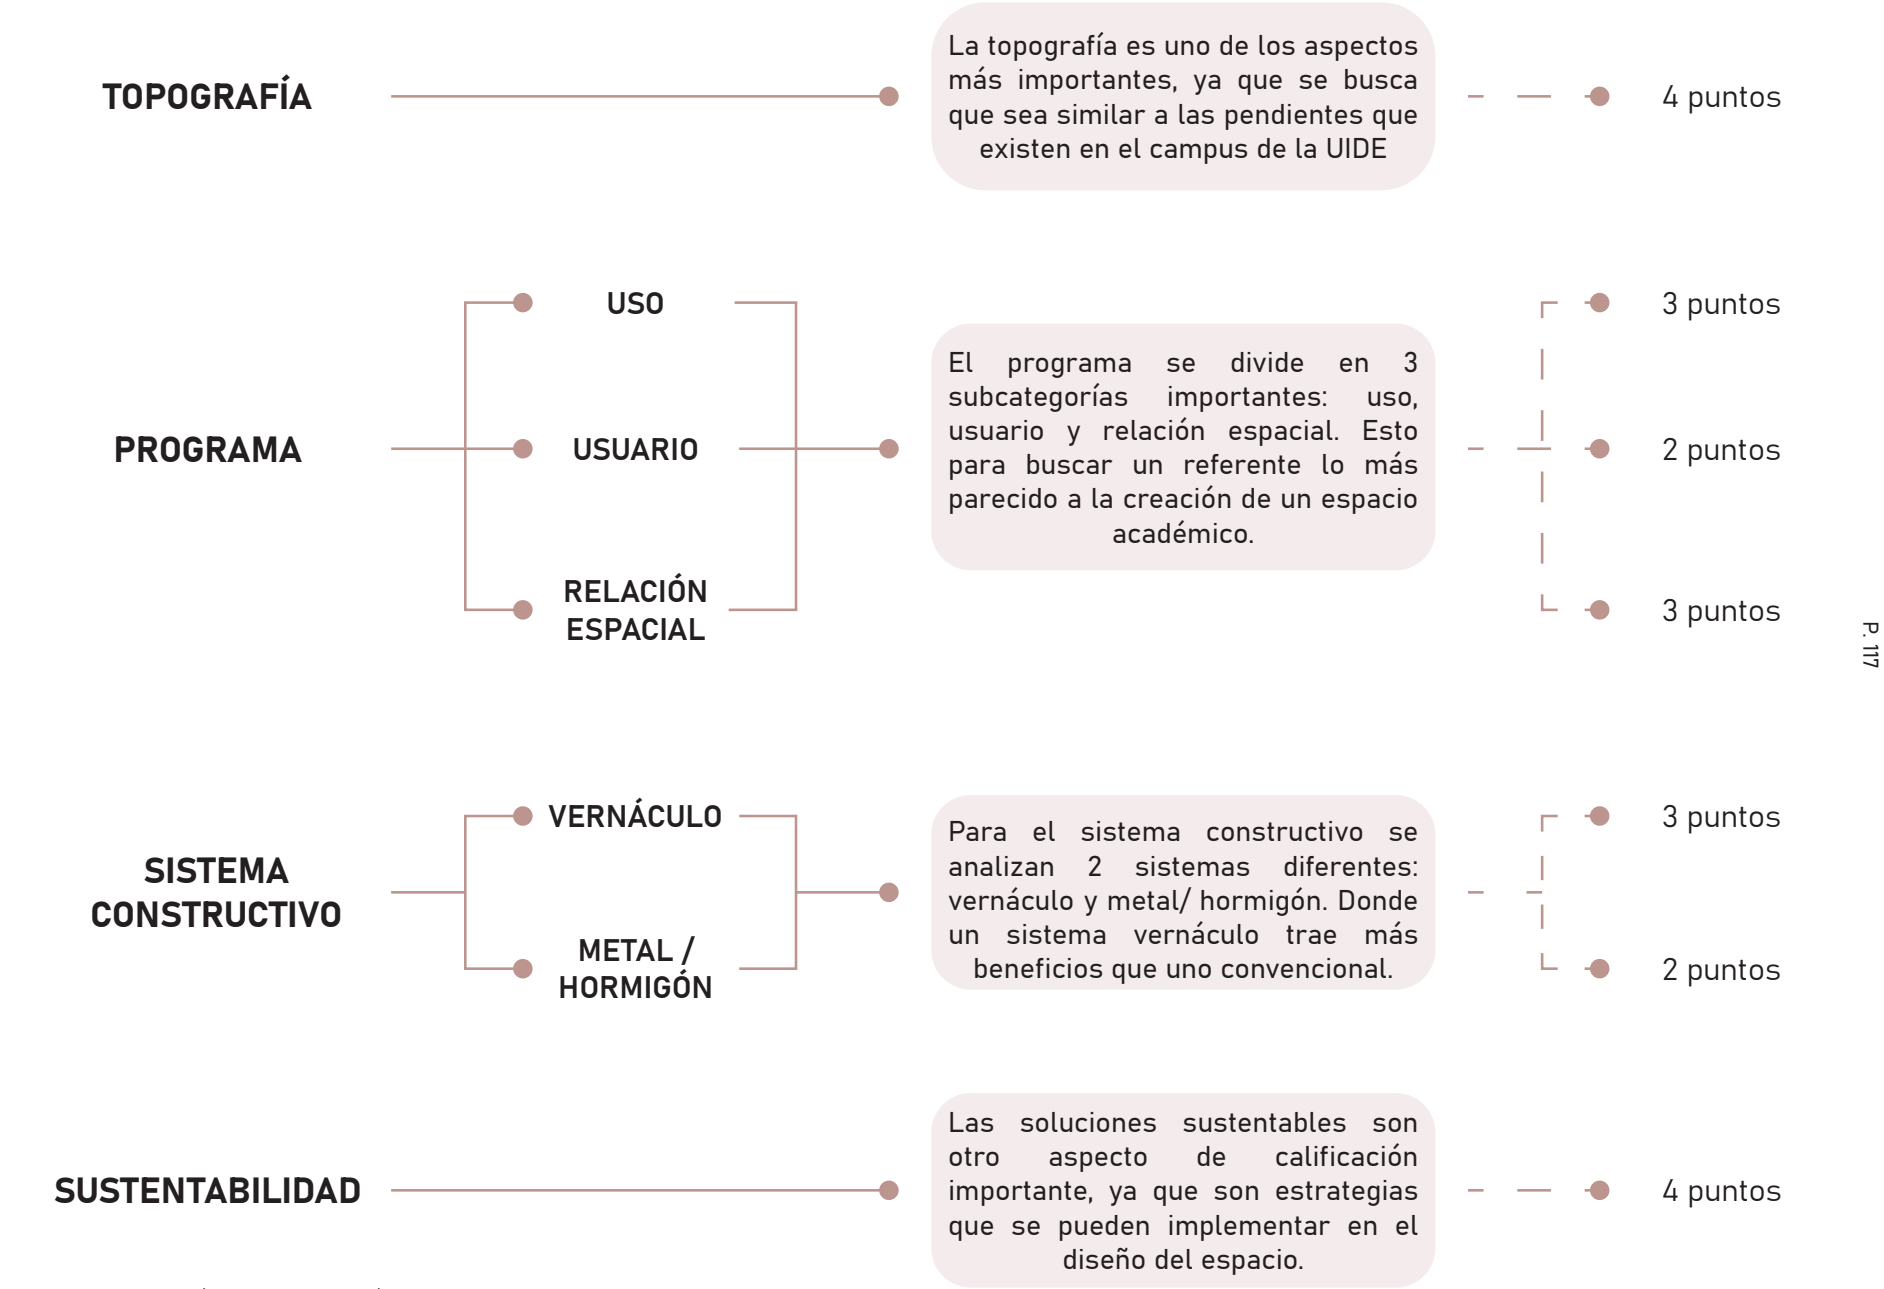 TOPOGRAFÍA
La topografía es uno de los aspectos
más importantes, ya que se busca
que sea similar a las pendientes que
existen en el campus de la UIDE
4 puntos
PROGRAMA
USO
USUARIO
RELACIÓN
ESPACIAL
El programa se divide en 3
subcategorías importantes: uso,
usuario y relación espacial. Esto
para buscar un referente lo más
parecido a la creación de un espacio
académico.
3 puntos
2 puntos
3 puntos
P. 117
SISTEMA
CONSTRUCTIVO
VERNÁCULO
METAL /
HORMIGÓN
Para el sistema constructivo se
analizan 2 sistemas diferentes:
vernáculo y metal/ hormigón. Donde
un sistema vernáculo trae más
beneficios que uno convencional.
3 puntos
2 puntos
SUSTENTABILIDAD
Las soluciones sustentables son
otro aspecto de calificación
importante, ya que son estrategias
que se pueden implementar en el
diseño del espacio.
4 puntos